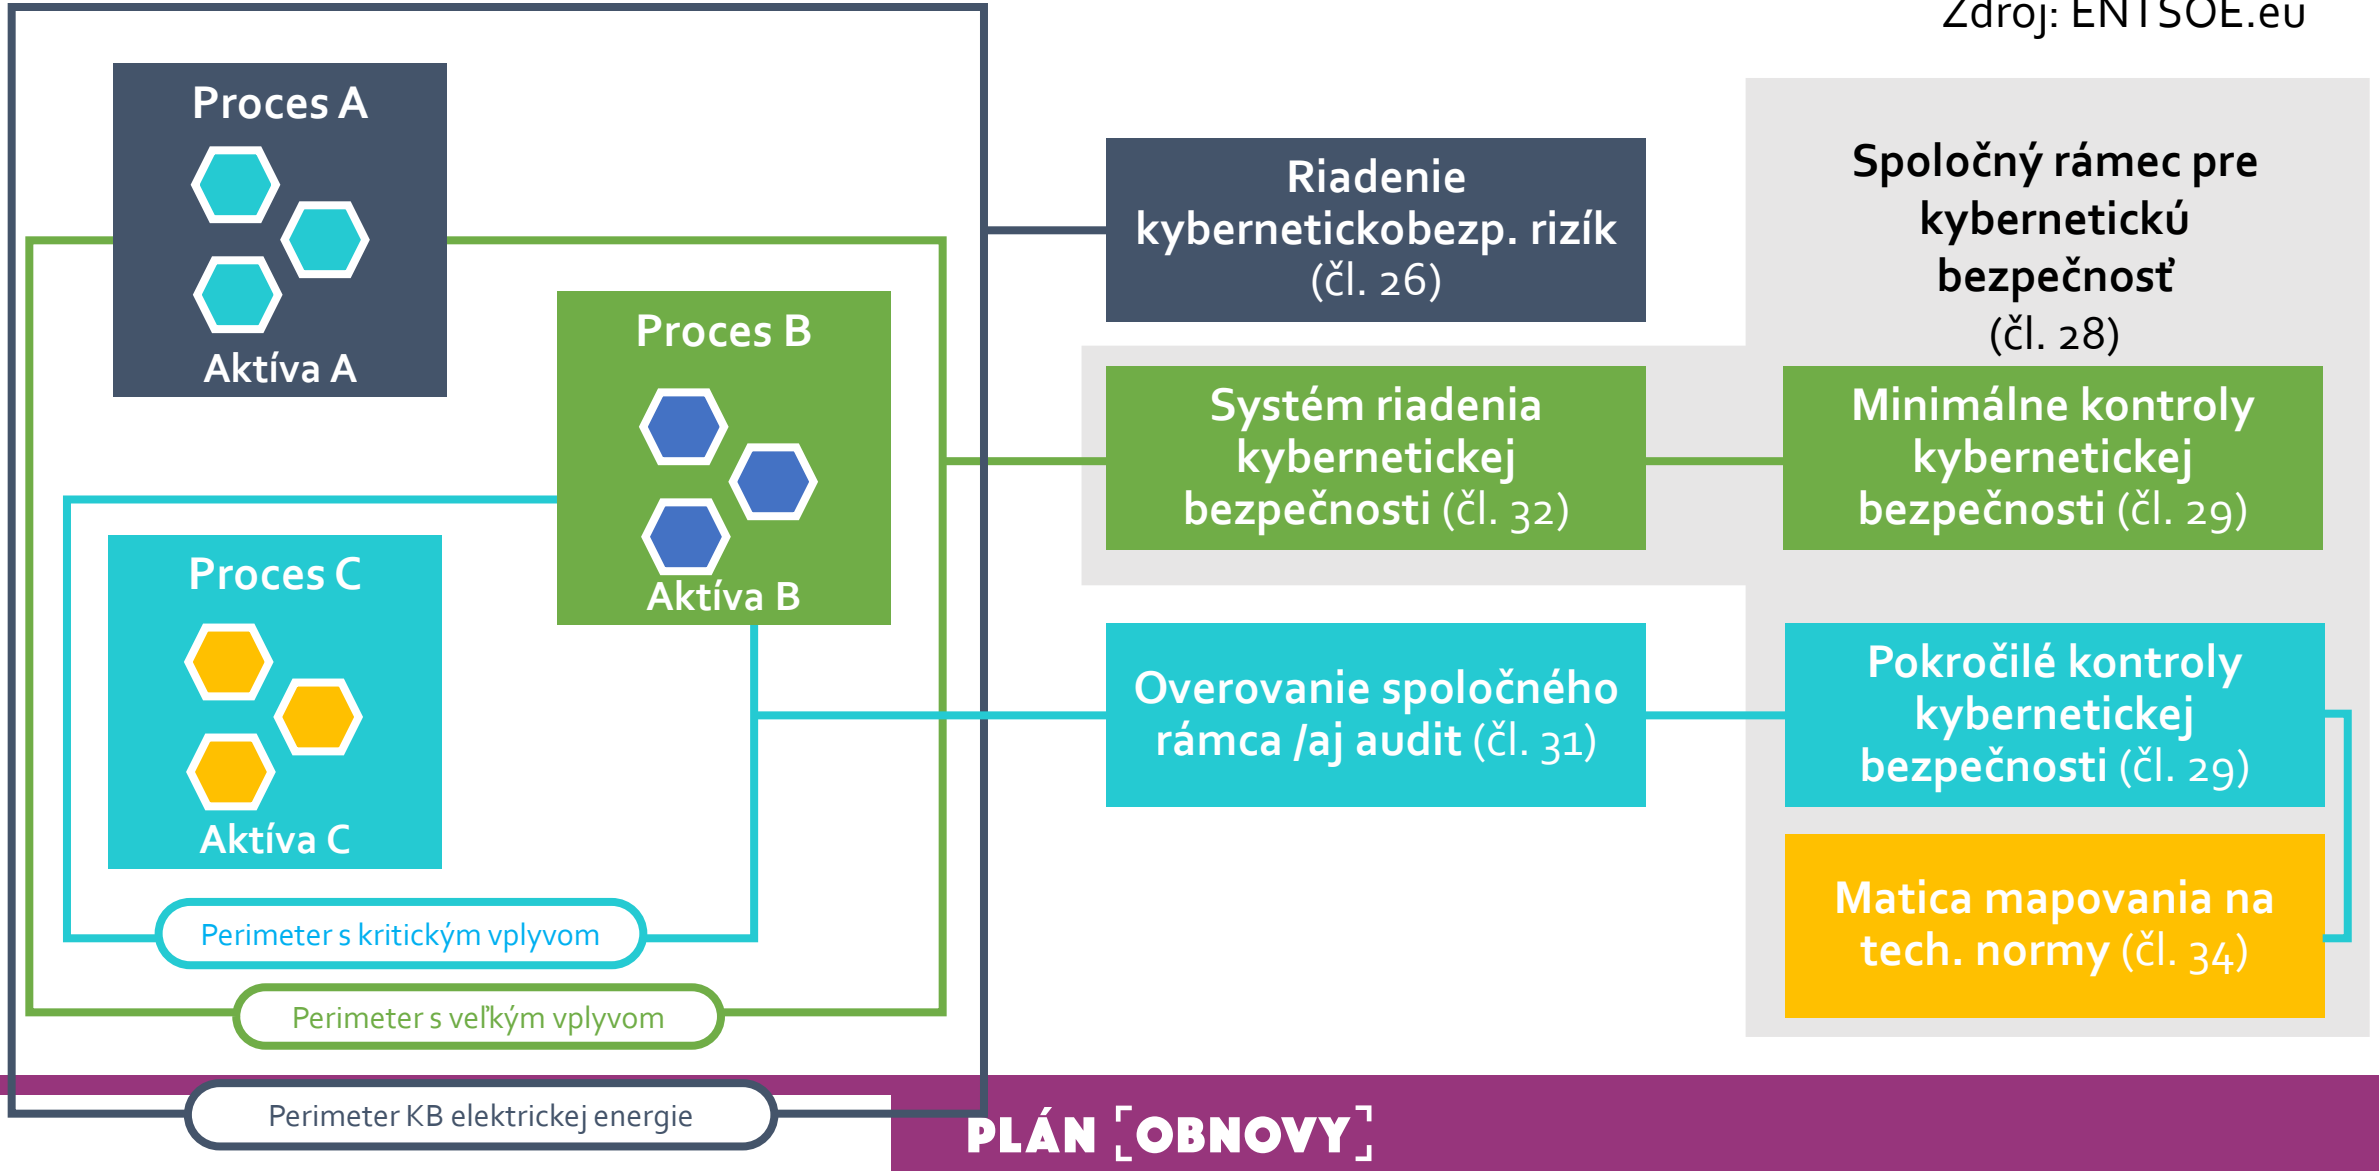 Zdroj: ENTSOE.eu
Proces A
Aktíva A
Proces B
Aktíva B
Proces C
Aktíva C
Perimeter s kritickým vplyvom
Perimeter s veľkým vplyvom
Perimeter KB elektrickej energie
Riadenie
kybernetickobezp. rizík
(čl. 26)
Spoločný rámec pre
kybernetickú
bezpečnosť
(čl. 28)
Systém riadenia
kybernetickej
bezpečnosti (čl. 32)
Minimálne kontroly
kybernetickej
bezpečnosti (čl. 29)
Overovanie spoločného
rámca /aj audit (čl. 31)
Pokročilé kontroly
kybernetickej
bezpečnosti (čl. 29)
Matica mapovania na
tech. normy (čl. 34)
PLÁN [OBNOVY]